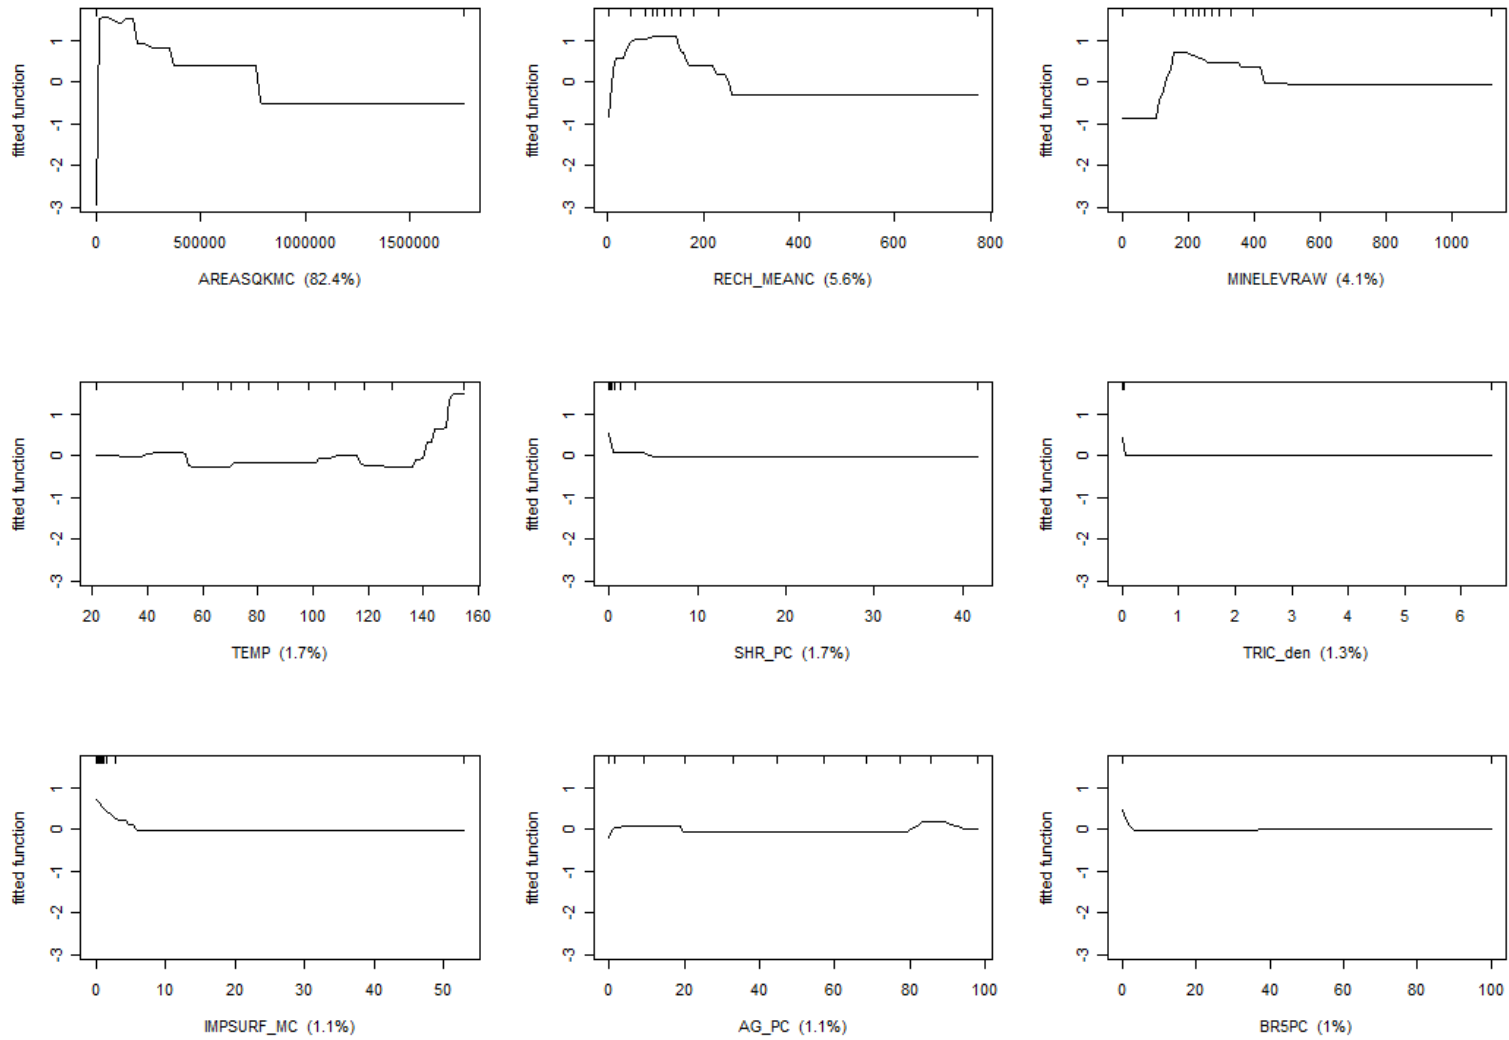 1
0
-1
-2
-3
fitted function
0 500000 1000000 1500000
AREASQKMC (82.4%)
1
0
-1
-2
-3
fitted function
0 200 400 600 800
RECH_MEANC (5.6%)
1
0
-1
-2
-3
fitted function
0 200 400 600 800 1000
MINELEVRAW (4.1%)
1
0
-1
-2
-3
fitted function
20 40 60 80 100 120 140 160
TEMP (1.7%)
1
0
-1
-2
-3
fitted function
0 10 20 30 40
SHR_PC (1.7%)
1
0
-1
-2
-3
fitted function
0 1 2 3 4 5 6
TRIC_den (1.3%)
1
0
-1
-2
-3
fitted function
0 10 20 30 40 50
IMPSURF_MC (1.1%)
1
0
-1
-2
-3
fitted function
0 20 40 60 80 100
AG_PC (1.1%)
1
0
-1
-2
-3
fitted function
0 20 40 60 80 100
BR5PC (1%)